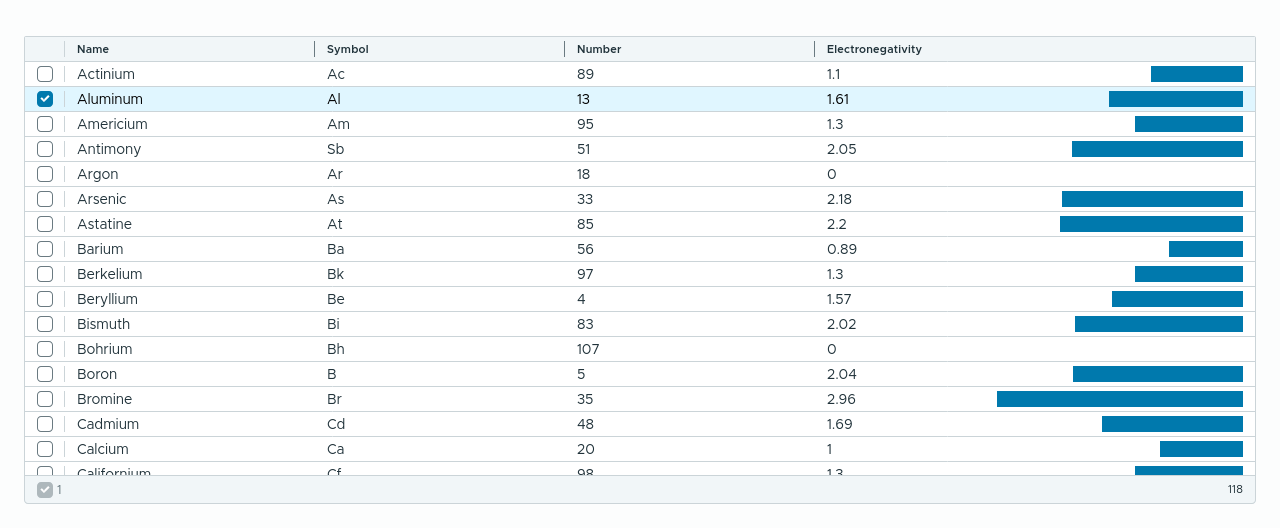 Name Symbol Number Electronegativity
Actinium Ac 89 1.1
Aluminum Al 13 1.61
Americium Am 95 1.3
Antimony Sb 51 2.05
Argon Ar 18 0
Arsenic As 33 2.18
Astatine At 85 2.2
Barium Ba 56 0.89
Berkelium Bk 97 1.3
Beryllium Be 4 1.57
Bismuth Bi 83 2.02
Bohrium Bh 107 0
Boron B 5 2.04
Bromine Br 35 2.96
Cadmium Cd 48 1.69
Calcium Ca 20 1
Californium Cf 98 1.3
1 118